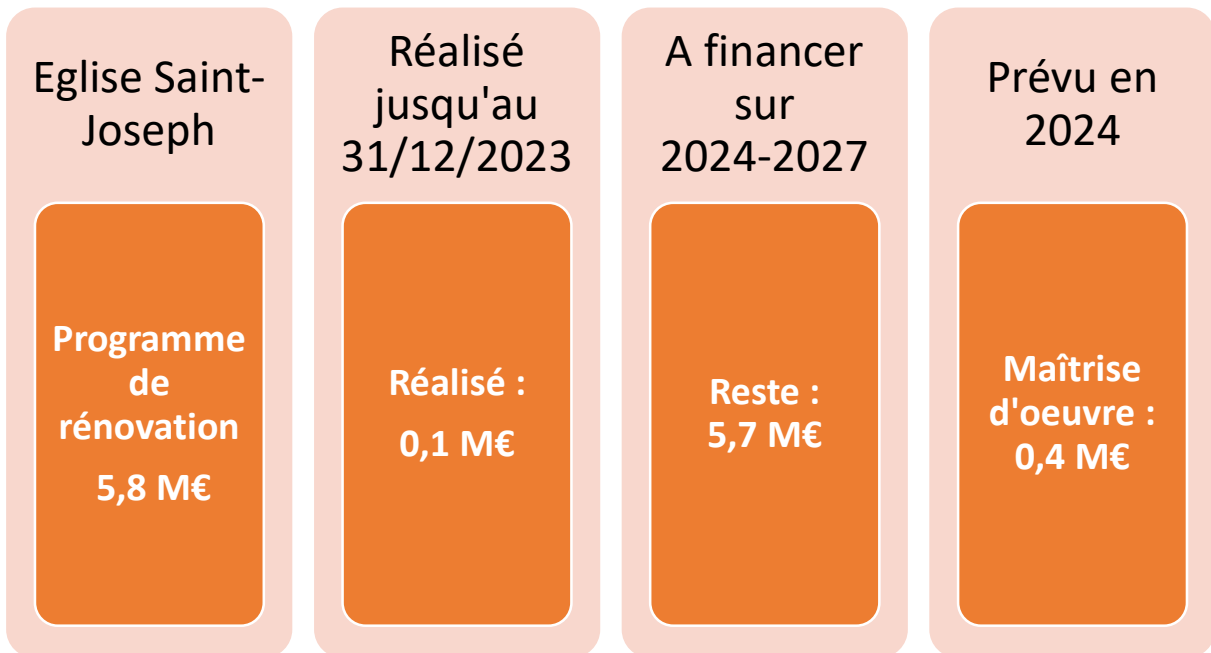 Eglise Saint-
Joseph
Programme
de
rénovation
5,8 M€
Réalisé
jusqu'au
31/12/2023
Réalisé :
0,1 M€
A financer
sur
2024-2027
Reste :
5,7 M€
Prévu en
2024
Maîtrise
d'oeuvre :
0,4 M€